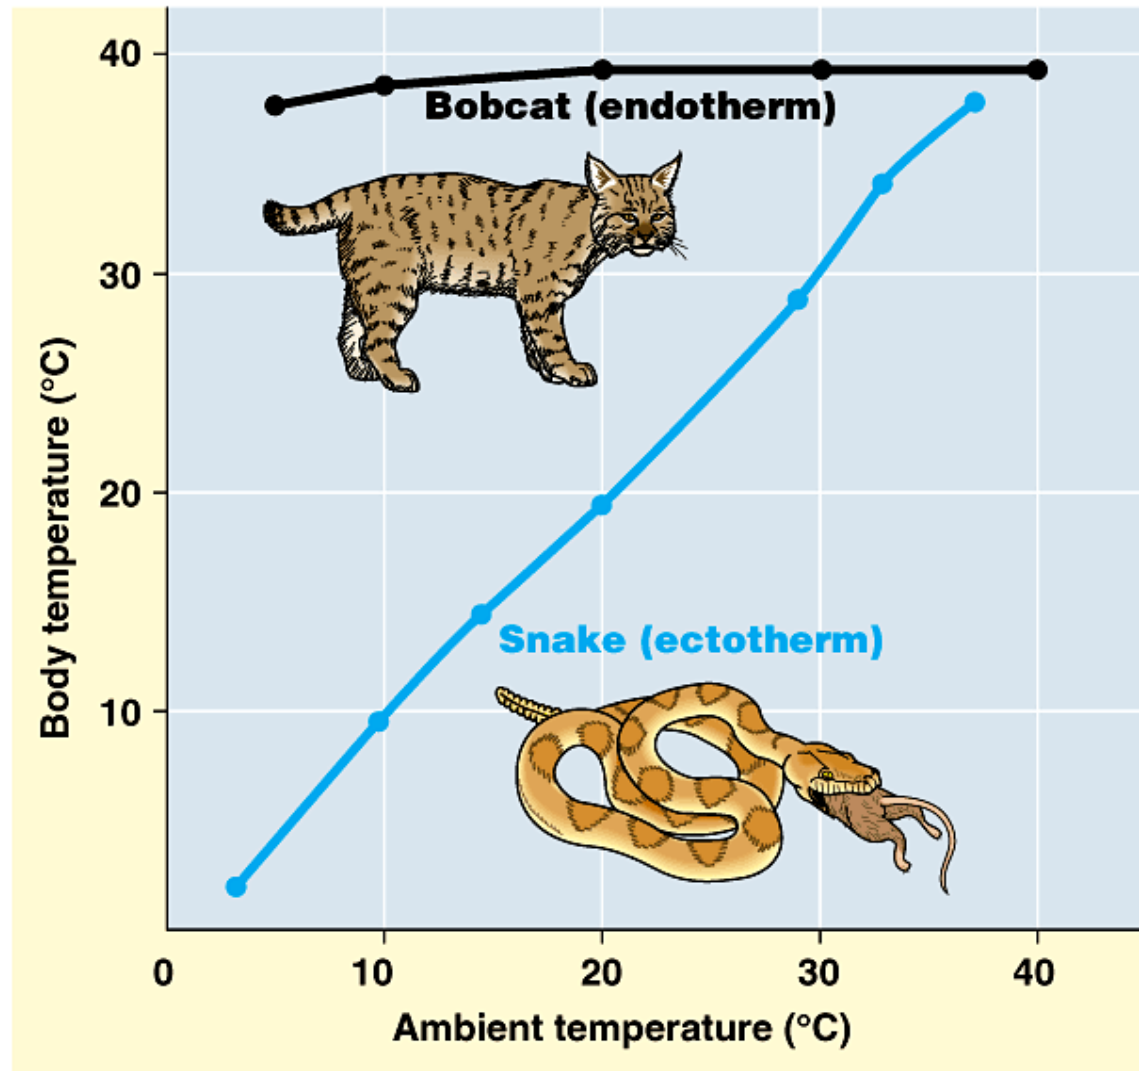 40
Bobcat (endotherm)
30
20
Snake (ectotherm)
10
Body temperature (°C)
0 10 20 30 40
Ambient temperature (°C)